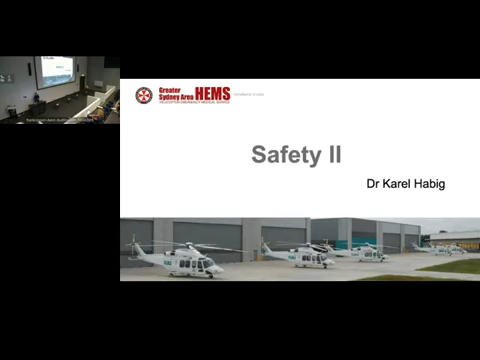 Greater
Sydney Area HEMS
HELICOPTER EMERGENCY MEDICAL SERVICE
Safety II
Dr Karel Habig